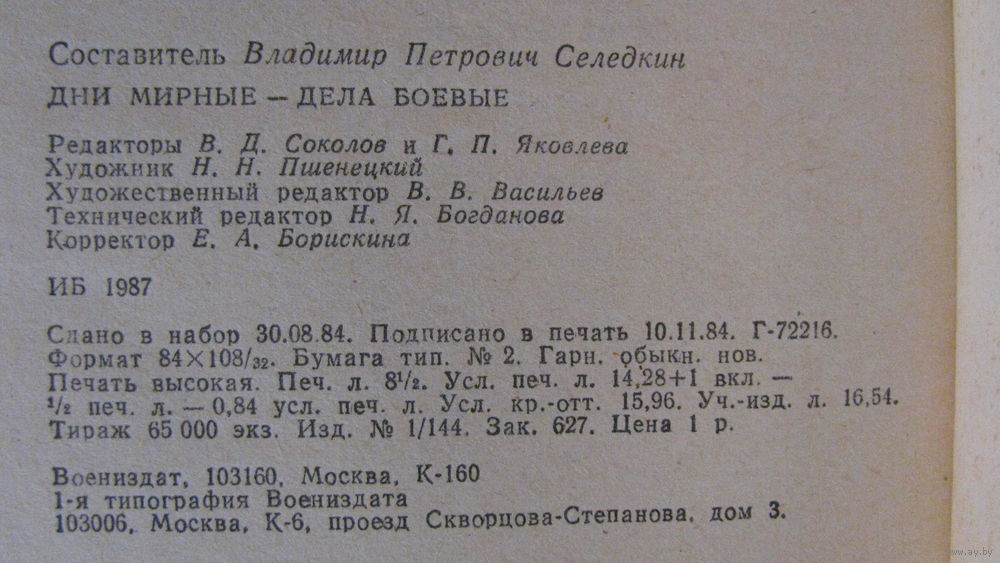 Составитель Владимир Петрович Селедкин
ДНИ МИРНЫЕ — ДЕЛА БОЕВЫЕ
Редакторы В. Д. Соколов и Г. П. Яковлева
Художник Н. Н. Пшенецкий
Художественный редактор В. В. Васильев
Технический редактор Н. Я. Богданова
Корректор Е. А. Борискина
ИБ 1987
Сдано в набор 30.08.84. Подписано в печать 10.11.84. Г-72216.
Формат 84×108/32. Бумага тип. № 2. Гарн. обыкн. нов.
Печать высокая. Печ. л. 8½. Усл. печ. л. 14,28+1 вкл. —
½ печ. л. — 0,84 усл. печ. л. Усл. кр.-отт. 15,96. Уч.-изд. л. 16,54.
Тираж 65 000 экз. Изд. № 1/144. Зак. 627. Цена 1 р.
Воениздат, 103160, Москва, К-160
1-я типография Воениздата
103006, Москва, К-6, проезд Скворцова-Степанова, дом 3.
www.ay.by